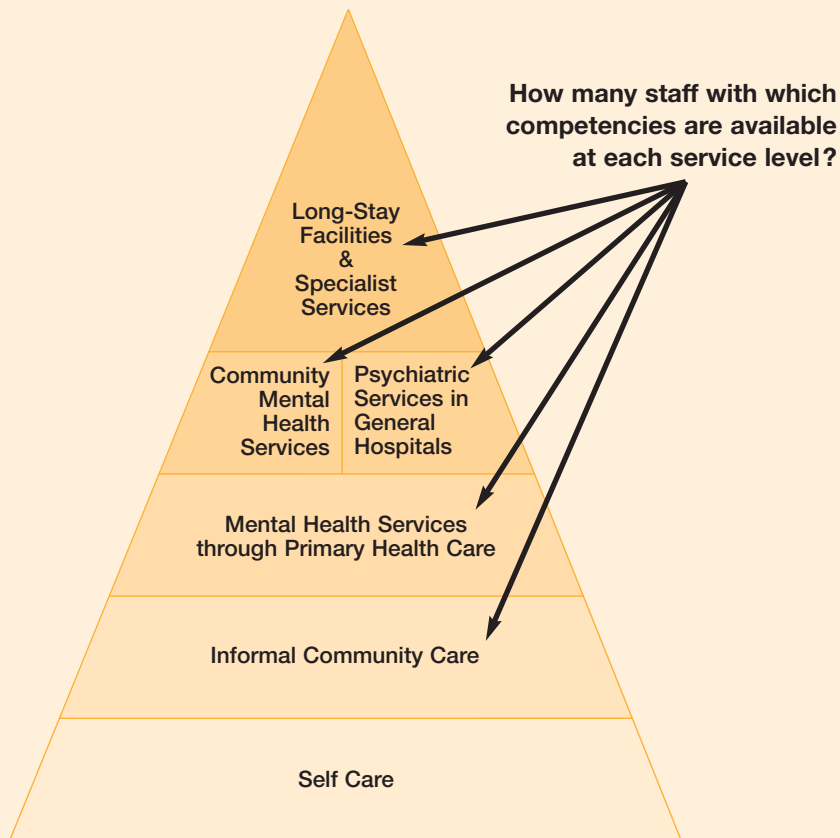 How many staff with which
competencies are available
at each service level?
Long-Stay
Facilities
&
Specialist
Services
Community
Mental
Health
Services
Psychiatric
Services in
General
Hospitals
Mental Health Services
through Primary Health Care
Informal Community Care
Self Care